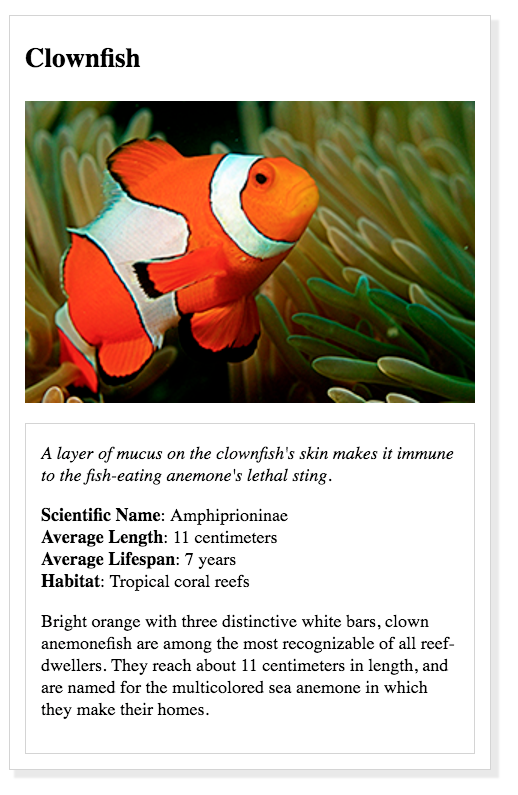 Clownfish
A layer of mucus on the clownfish's skin makes it immune
to the fish-eating anemone's lethal sting.
Scientific Name: Amphiprioninae
Average Length: 11 centimeters
Average Lifespan: 7 years
Habitat: Tropical coral reefs
Bright orange with three distinctive white bars, clown
anemonefish are among the most recognizable of all reef-
dwellers. They reach about 11 centimeters in length, and
are named for the multicolored sea anemone in which
they make their homes.